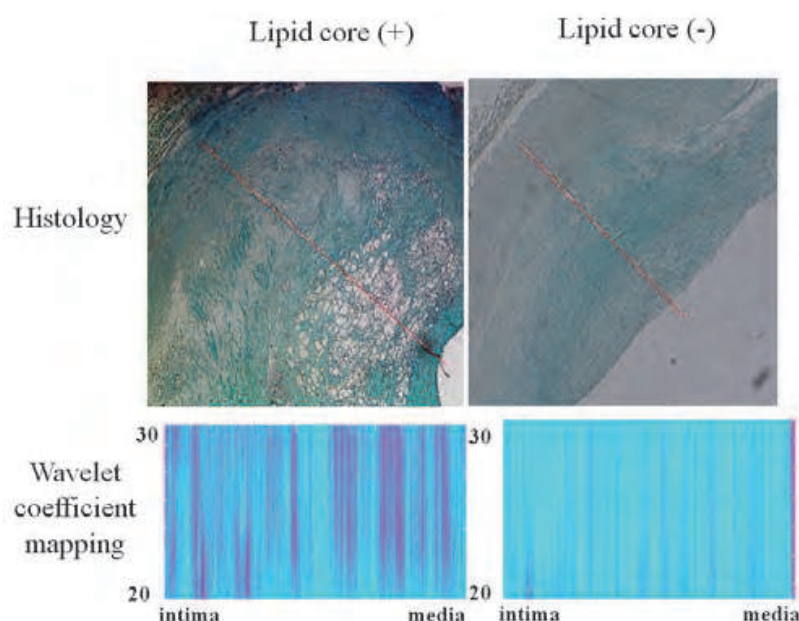 Lipid core (+) Lipid core (-)
Histology
Wavelet
coefficient
mapping
30
20
intima media
30
20
intima media